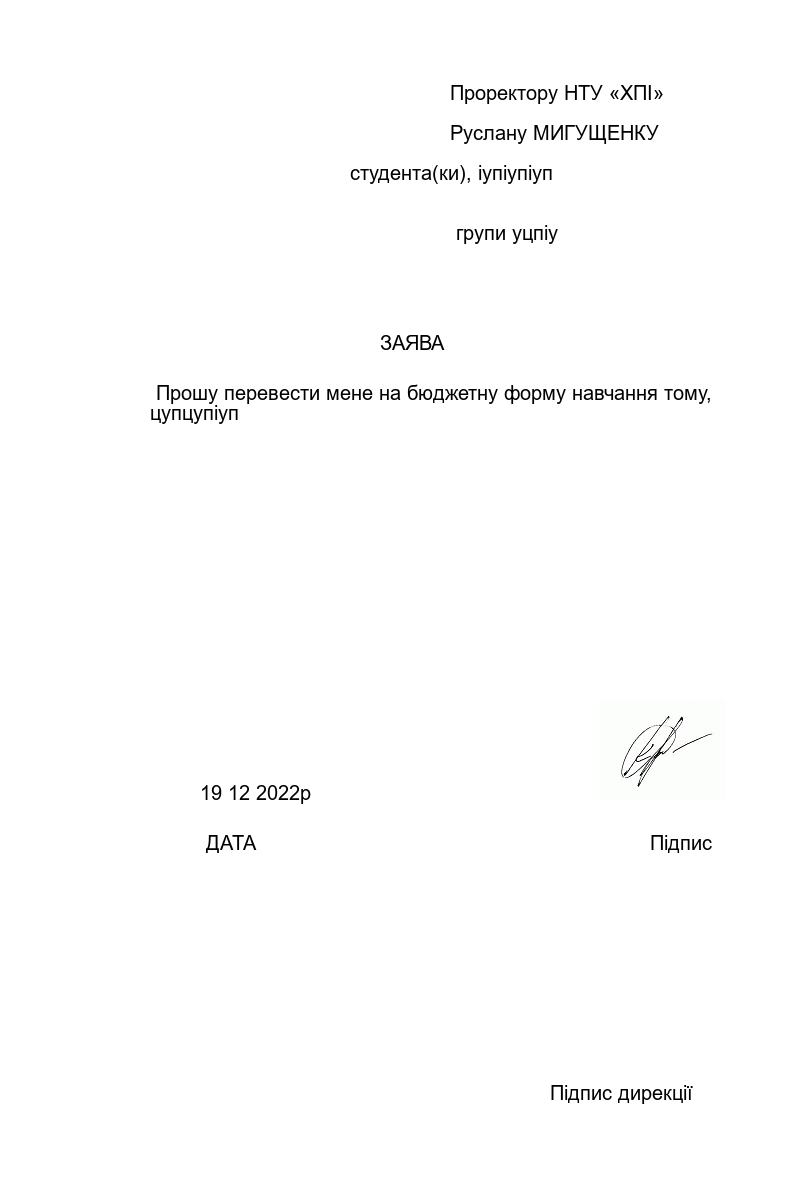 Проректору НТУ «ХПІ»
Руслану МИГУЩЕНКУ
студента(ки), іупіупіуп
групи уцпіу
ЗАЯВА
Прошу перевести мене на бюджетну форму навчання тому,
цупцупіуп
19 12 2022р
ДАТА Підпис
Підпис дирекції